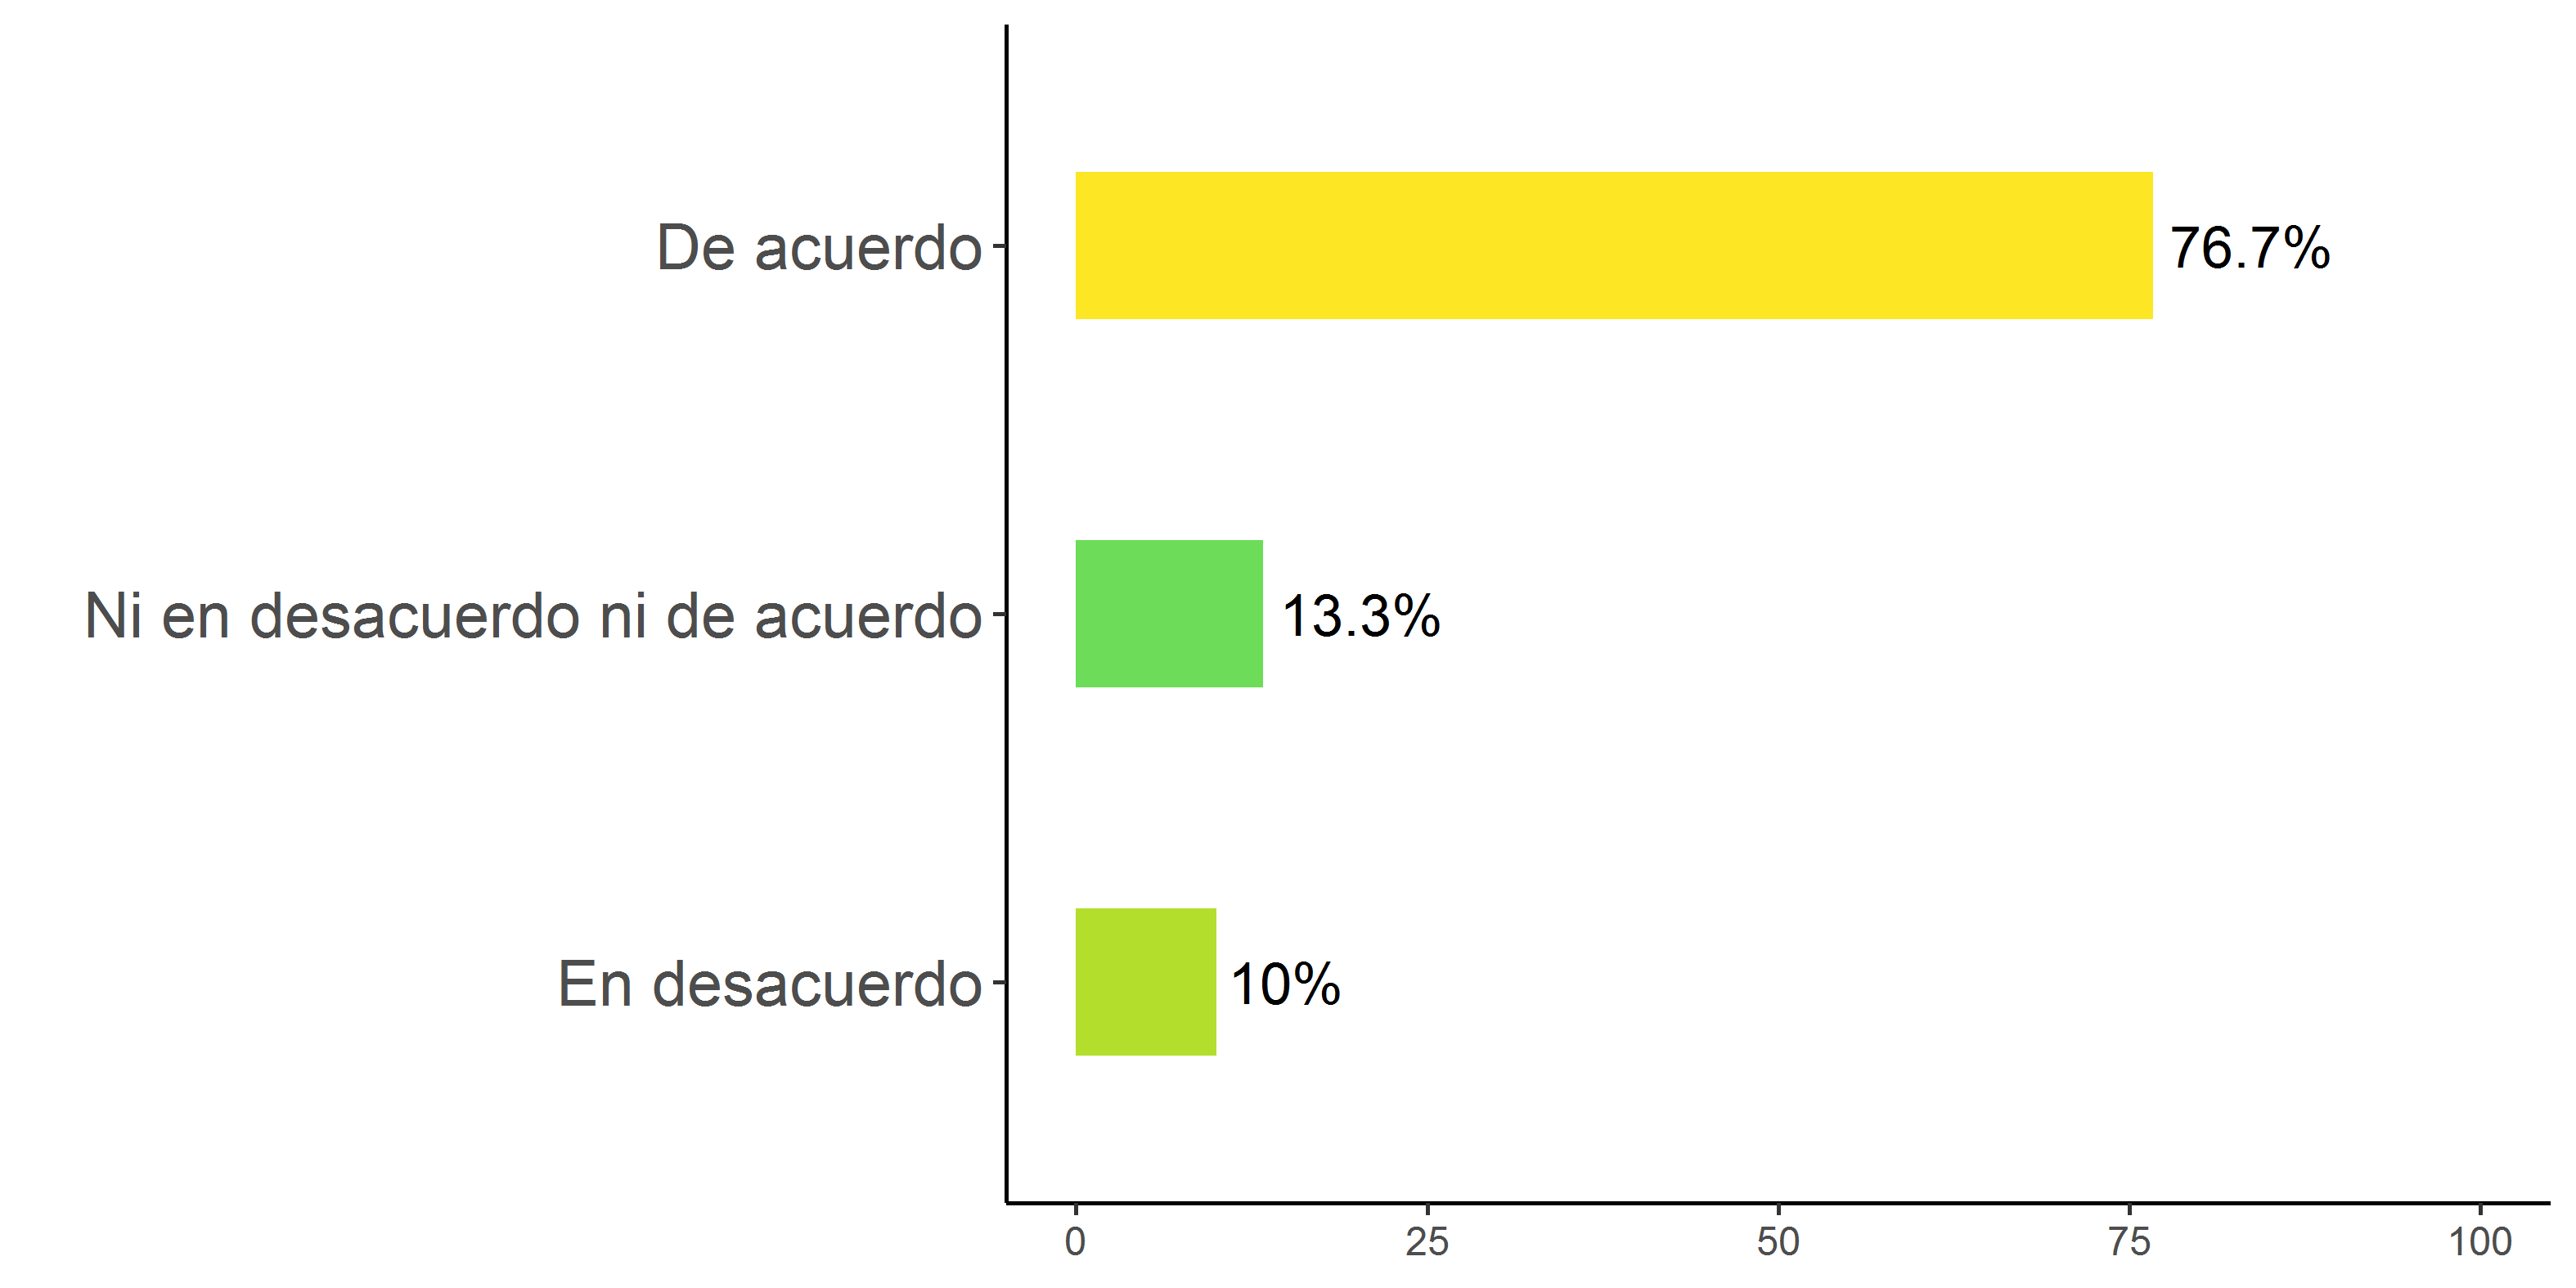 De acuerdo
76.7%
Ni en desacuerdo ni de acuerdo
13.3%
En desacuerdo
10%
0 25 50 75 100